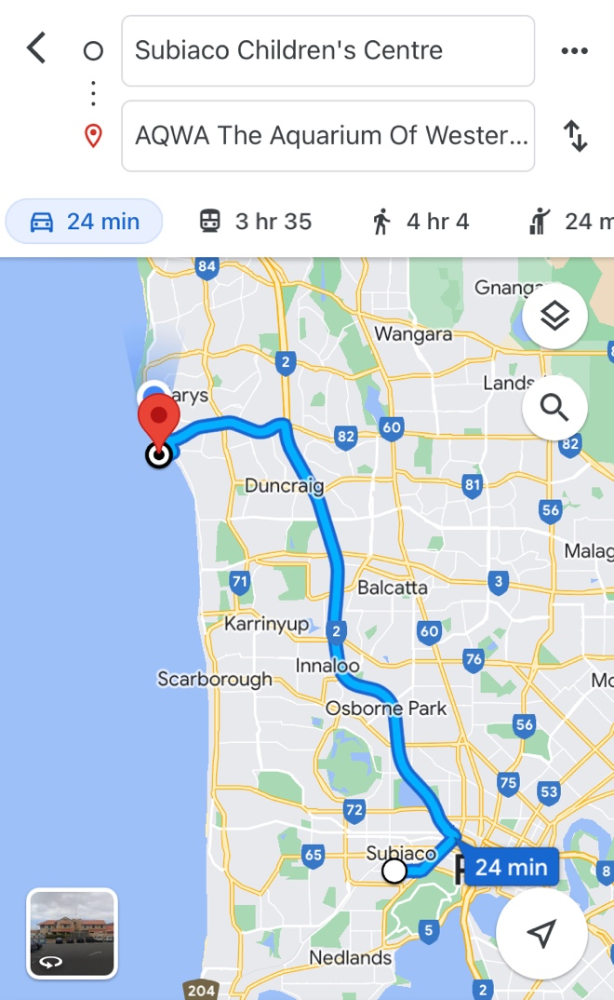 Subiaco Children's Centre
AQWA The Aquarium Of Wester...
24 min
3 hr 35
4 hr 4
24 m
84
Gnanga
Wangara
2
Lands
arys
82
60
82
Duncraig
81
56
Malag
71
Balcatta
3
Karrinyup
2
60
Innaloo
76
Scarborough
Mo
Osborne Park
56
75
53
72
Subiaco
65
P
24 min
8
5
Nedlands
204
2